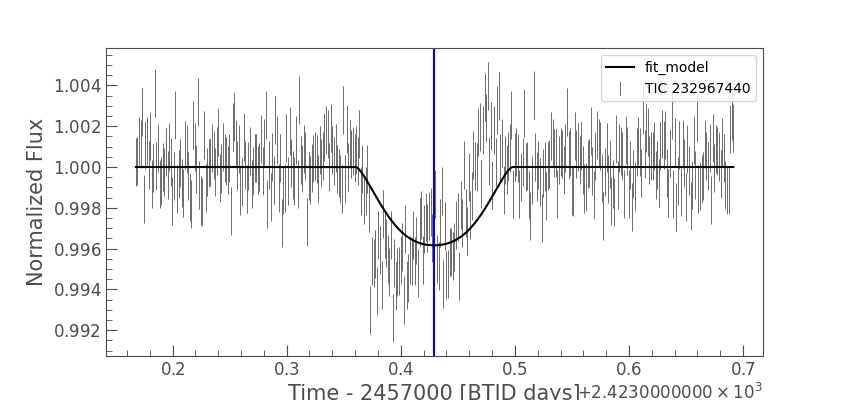 1.004
1.002
1.000
0.998
0.996
0.994
0.992
Normalized Flux
fit_model
TIC 232967440
0.2 0.3 0.4 0.5 0.6 0.7
Time - 2457000 [BTJD days]
+2.4230000000 × 10³